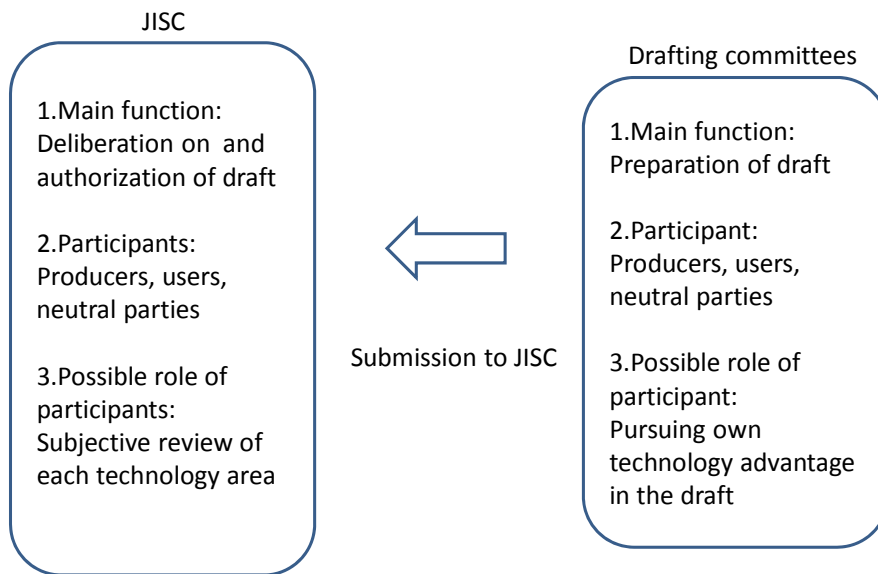 JISC
1.Main function:
Deliberation on and
authorization of draft
2.Participants:
Producers, users,
neutral parties
3.Possible role of
participants:
Subjective review of
each technology area
Submission to JISC
Drafting committees
1.Main function:
Preparation of draft
2.Participant:
Producers, users,
neutral parties
3.Possible role of
participant:
Pursuing own
technology advantage
in the draft